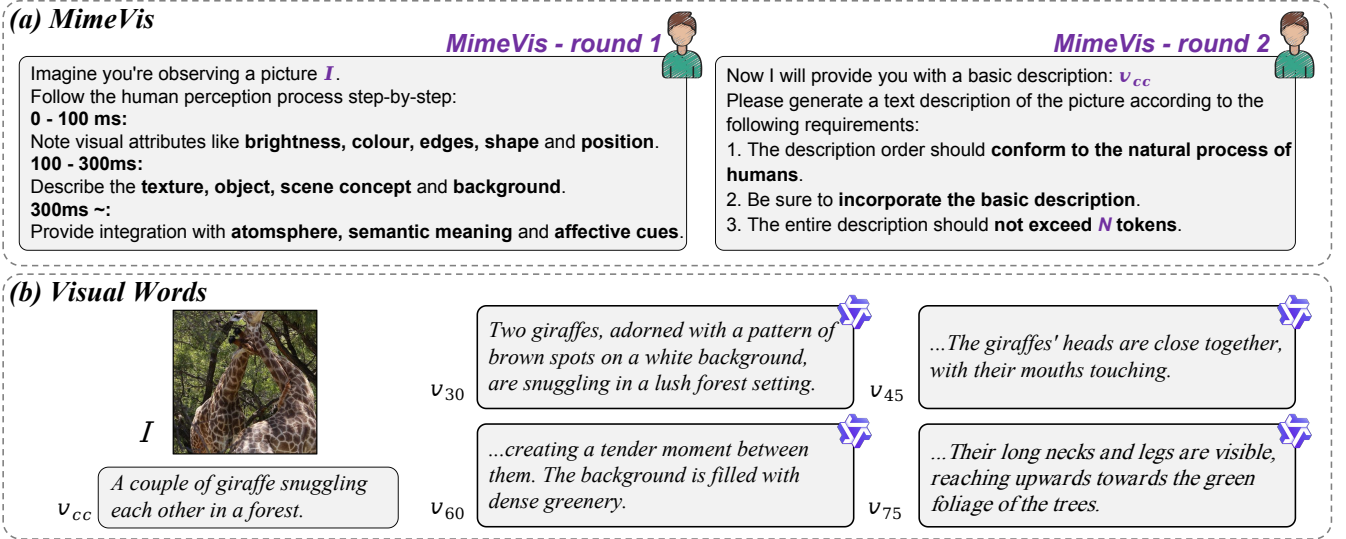 (a) MimeVis
MimeVis - round 1
Imagine you're observing a picture I.
Follow the human perception process step-by-step:
0 - 100 ms:
Note visual attributes like brightness, colour, edges, shape and position.
100 - 300ms:
Describe the texture, object, scene concept and background.
300ms ~:
Provide integration with atomsphere, semantic meaning and affective cues.
MimeVis - round 2
Now I will provide you with a basic description: v_cc
Please generate a text description of the picture according to the
following requirements:
1. The description order should conform to the natural process of
humans.
2. Be sure to incorporate the basic description.
3. The entire description should not exceed N tokens.
(b) Visual Words
I
v_cc
A couple of giraffe snuggling
each other in a forest.
v_30
Two giraffes, adorned with a pattern of
brown spots on a white background,
are snuggling in a lush forest setting.
v_45
...The giraffes' heads are close together,
with their mouths touching.
v_60
...creating a tender moment between
them. The background is filled with
dense greenery.
v_75
...Their long necks and legs are visible,
reaching upwards towards the green
foliage of the trees.